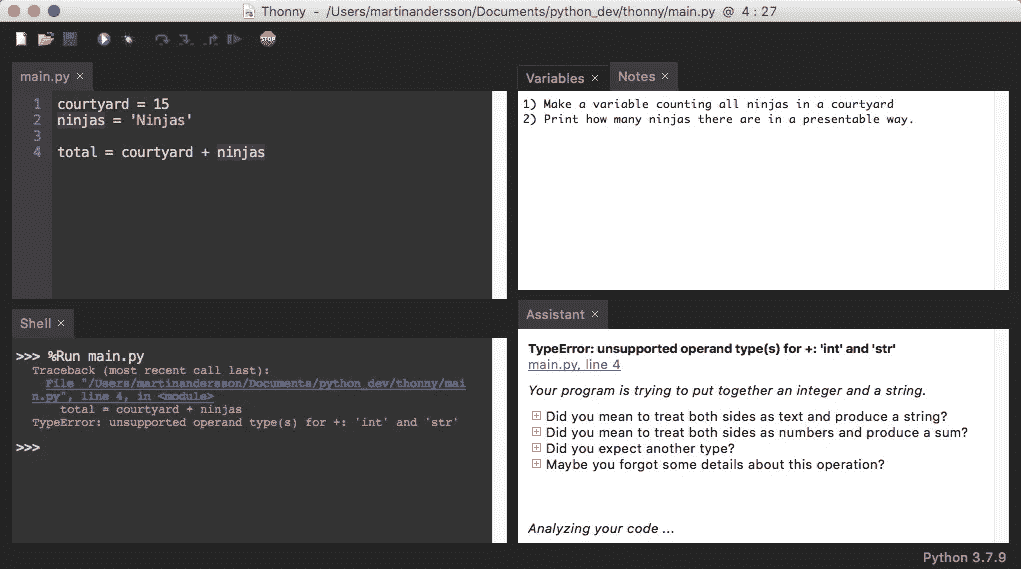 Thonny - /Users/martinandersson/Documents/python_dev/thonny/main.py @ 4 : 27
STOP
main.py ×
1 courtyard = 15
2 ninjas = 'Ninjas'
3
4 total = courtyard + ninjas
Variables ×
Notes ×
1) Make a variable counting all ninjas in a courtyard
2) Print how many ninjas there are in a presentable way.
Shell ×
>>> %Run main.py
Traceback (most recent call last):
File "/Users/martinandersson/Documents/python_dev/thonny/mai
n.py", line 4, in <module>
total = courtyard + ninjas
TypeError: unsupported operand type(s) for +: 'int' and 'str'
>>>
Assistant ×
TypeError: unsupported operand type(s) for +: 'int' and 'str'
main.py, line 4
Your program is trying to put together an integer and a string.
Did you mean to treat both sides as text and produce a string?
Did you mean to treat both sides as numbers and produce a sum?
Did you expect another type?
Maybe you forgot some details about this operation?
Analyzing your code ...
Python 3.7.9